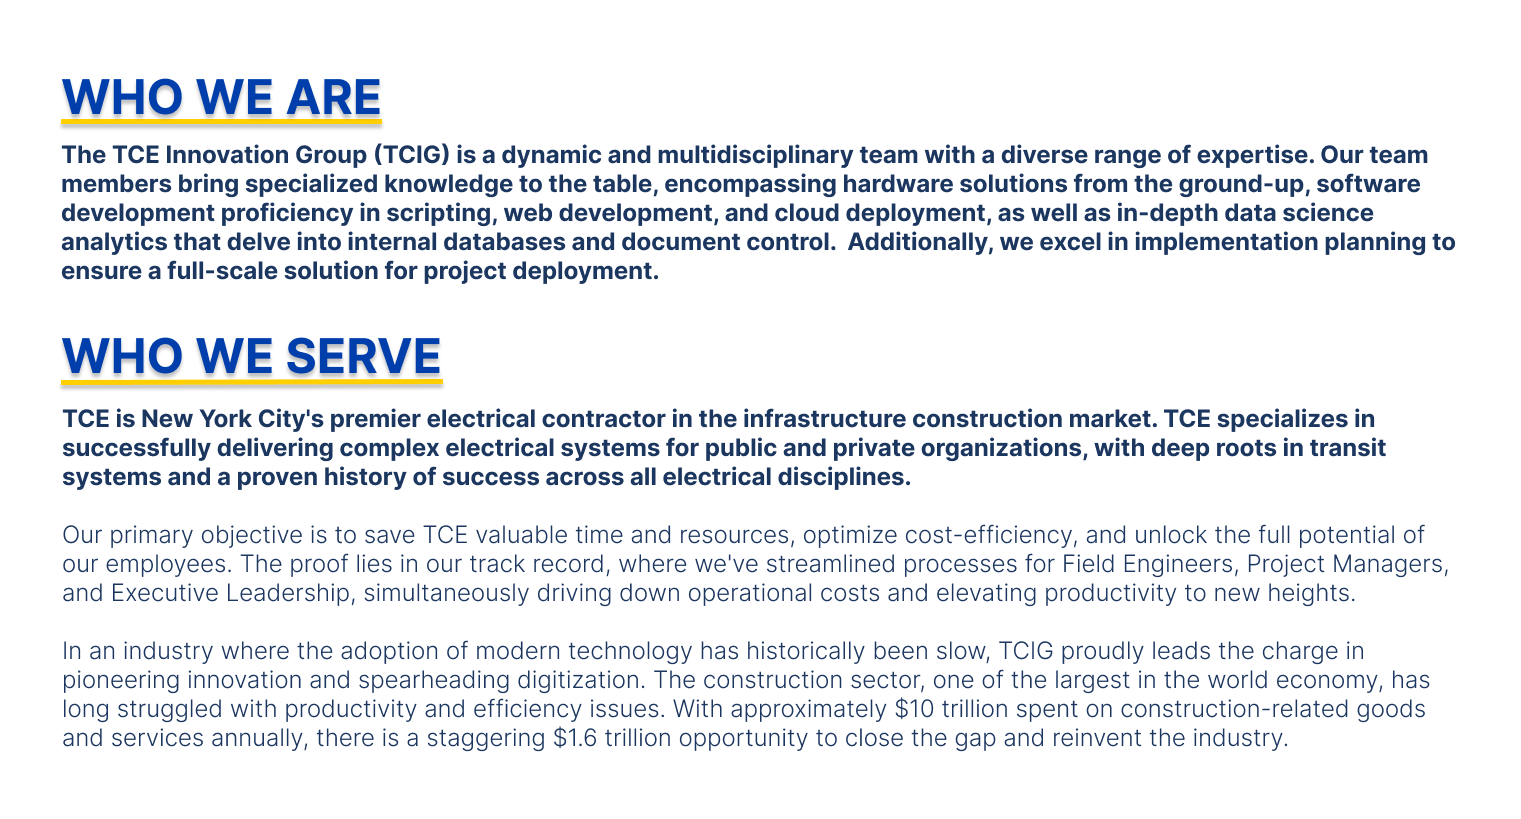 WHO WE ARE
The TCE Innovation Group (TCIG) is a dynamic and multidisciplinary team with a diverse range of expertise. Our team
members bring specialized knowledge to the table, encompassing hardware solutions from the ground-up, software
development proficiency in scripting, web development, and cloud deployment, as well as in-depth data science
analytics that delve into internal databases and document control.  Additionally, we excel in implementation planning to
ensure a full-scale solution for project deployment.
WHO WE SERVE
TCE is New York City's premier electrical contractor in the infrastructure construction market. TCE specializes in
successfully delivering complex electrical systems for public and private organizations, with deep roots in transit
systems and a proven history of success across all electrical disciplines.
Our primary objective is to save TCE valuable time and resources, optimize cost-efficiency, and unlock the full potential of
our employees. The proof lies in our track record, where we've streamlined processes for Field Engineers, Project Managers,
and Executive Leadership, simultaneously driving down operational costs and elevating productivity to new heights.
In an industry where the adoption of modern technology has historically been slow, TCIG proudly leads the charge in
pioneering innovation and spearheading digitization. The construction sector, one of the largest in the world economy, has
long struggled with productivity and efficiency issues. With approximately $10 trillion spent on construction-related goods
and services annually, there is a staggering $1.6 trillion opportunity to close the gap and reinvent the industry.